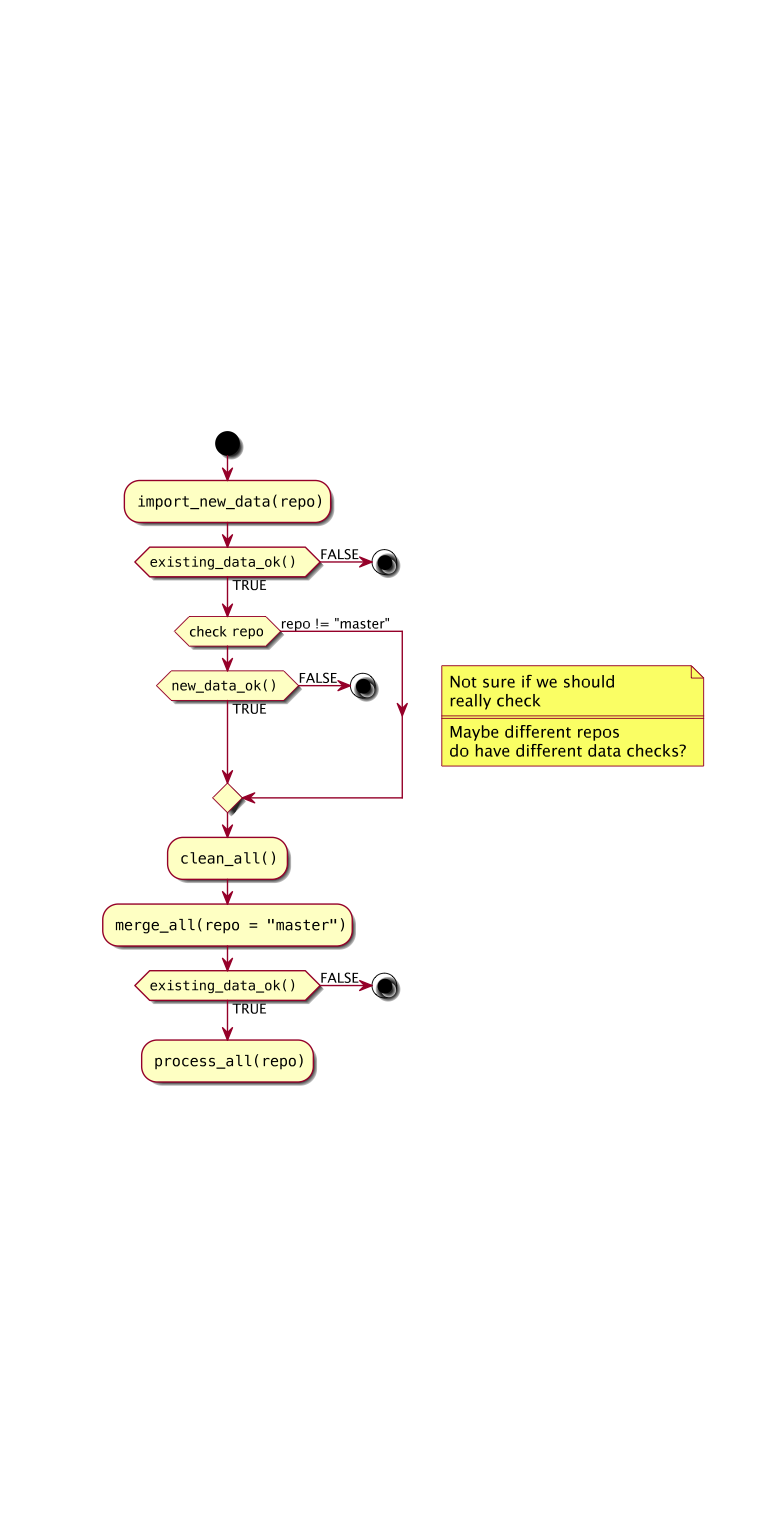 import_new_data(repo)
existing_data_ok()
FALSE
TRUE
check repo
repo != "master"
new_data_ok()
FALSE
TRUE
Not sure if we should
really check
Maybe different repos
do have different data checks?
clean_all()
merge_all(repo = "master")
existing_data_ok()
FALSE
TRUE
process_all(repo)